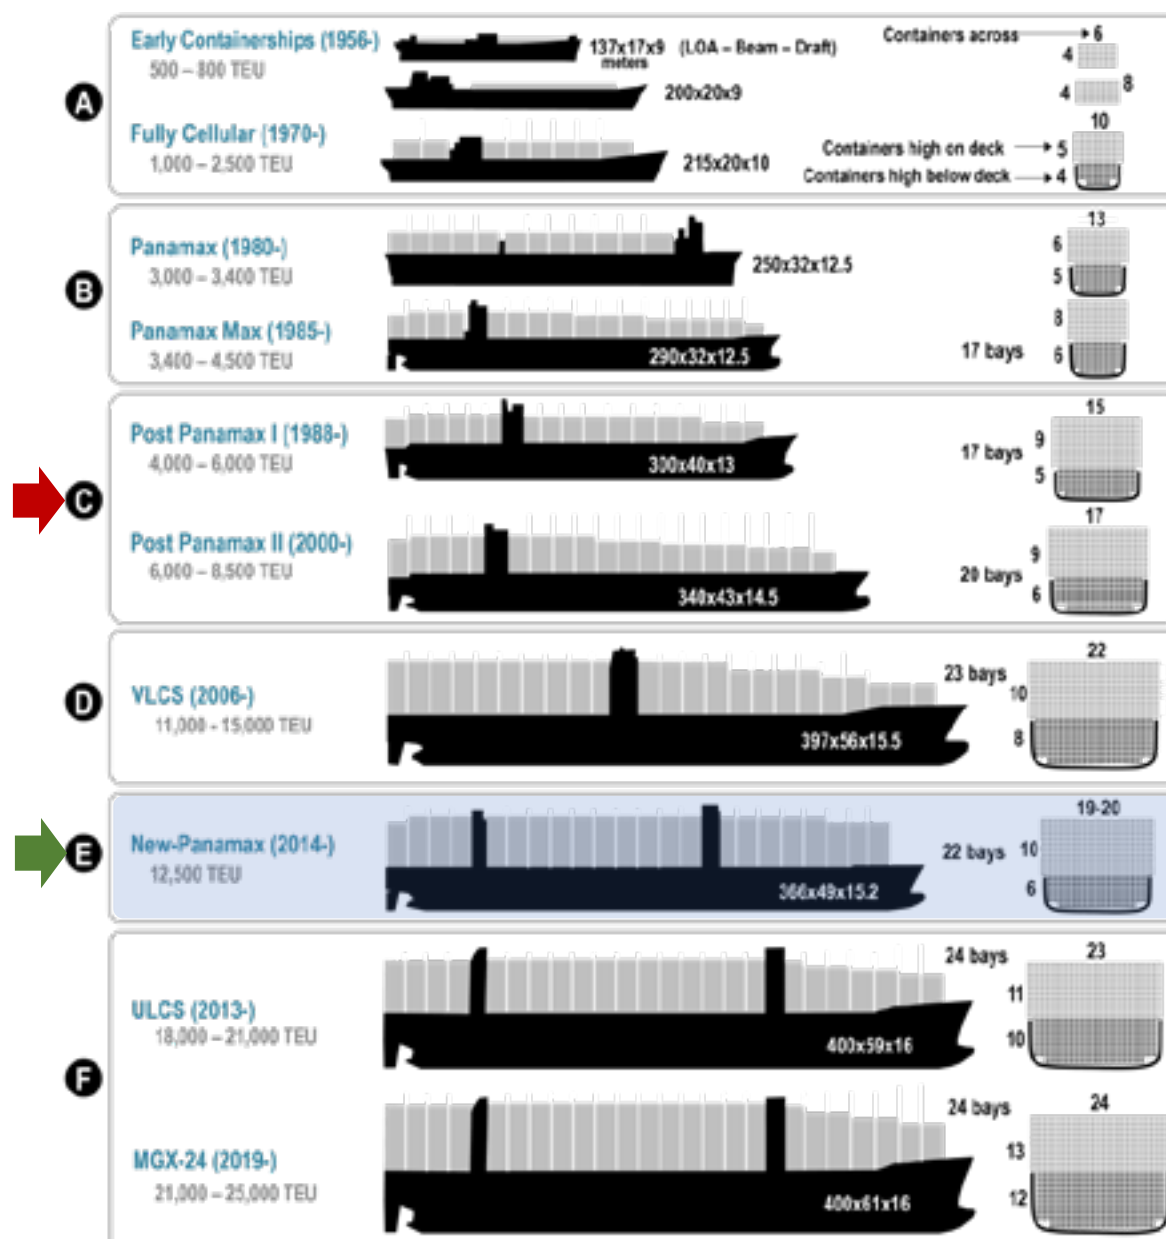 A
Early Containerships (1956-)
500 – 800 TEU
137x17x9 (LOA – Beam – Draft)
meters
200x20x9
Containers across 6
4
4 8
Fully Cellular (1970-)
1,000 – 2,500 TEU
215x20x10
10
Containers high on deck 5
Containers high below deck 4
B
Panamax (1980-)
3,000 – 3,400 TEU
250x32x12.5
13
6
5
Panamax Max (1985-)
3,400 – 4,500 TEU
290x32x12.5
17 bays
8
6
C
Post Panamax I (1988-)
4,000 – 6,000 TEU
300x40x13
17 bays
15
9
5
Post Panamax II (2000-)
6,000 – 8,500 TEU
340x43x14.5
20 bays
17
9
6
D
VLCS (2006-)
11,000 - 15,000 TEU
397x56x15.5
23 bays
22
10
8
E
New-Panamax (2014-)
12,500 TEU
366x49x15.2
22 bays
19-20
10
6
F
ULCS (2013-)
18,000 – 21,000 TEU
400x59x16
24 bays
23
11
10
MGX-24 (2019-)
21,000 – 25,000 TEU
400x61x16
24 bays
24
13
12